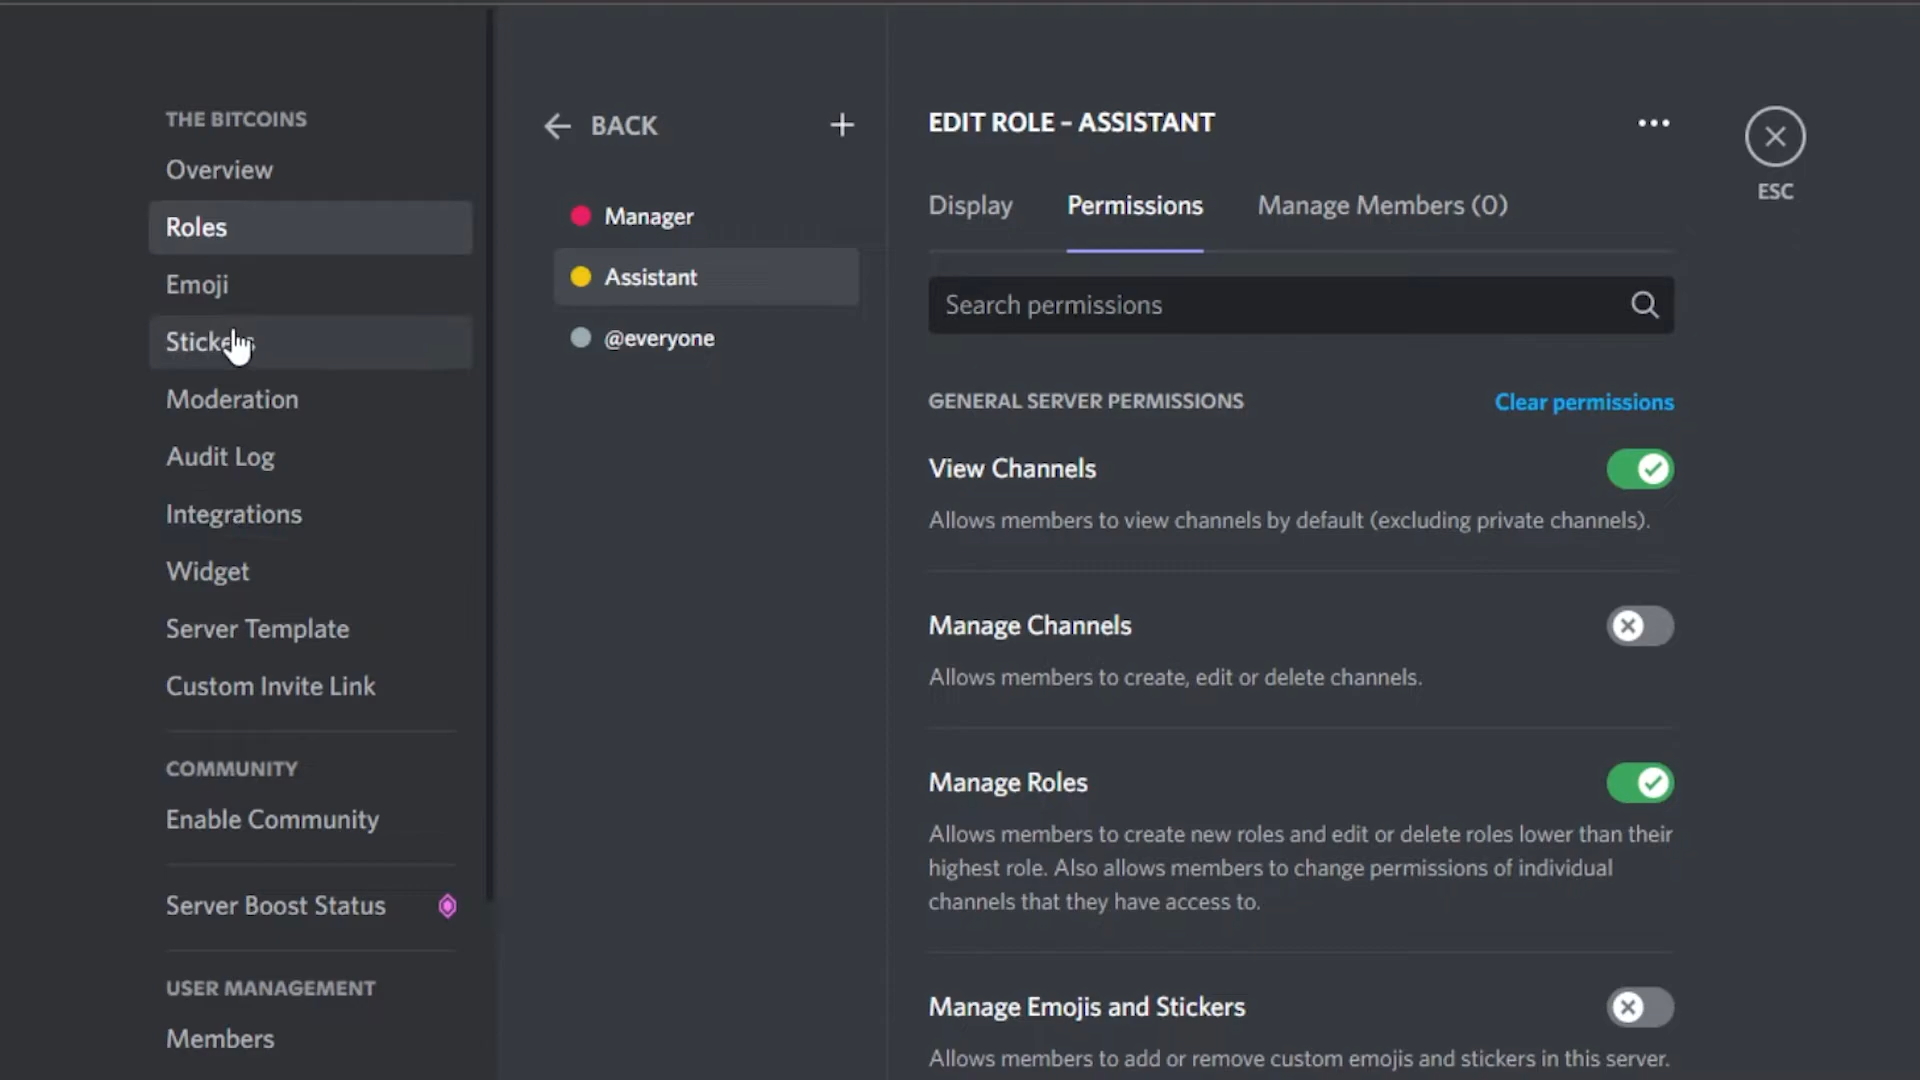 THE BITCOINS
Overview
Roles
Emoji
Moderation
Audit Log
Integrations
Widget
Server Template
Custom Invite Link
COMMUNITY
Enable Community
Server Boost Status
USER MANAGEMENT
Members
BACK
Manager
Assistant
@everyone
EDIT ROLE – ASSISTANT
ESC
Display Permissions Manage Members (0)
Search permissions
GENERAL SERVER PERMISSIONS Clear permissions
View Channels
Allows members to view channels by default (excluding private channels).
Manage Channels
Allows members to create, edit or delete channels.
Manage Roles
Allows members to create new roles and edit or delete roles lower than their
highest role. Also allows members to change permissions of individual
channels that they have access to.
Manage Emojis and Stickers
Allows members to add or remove custom emojis and stickers in this server.